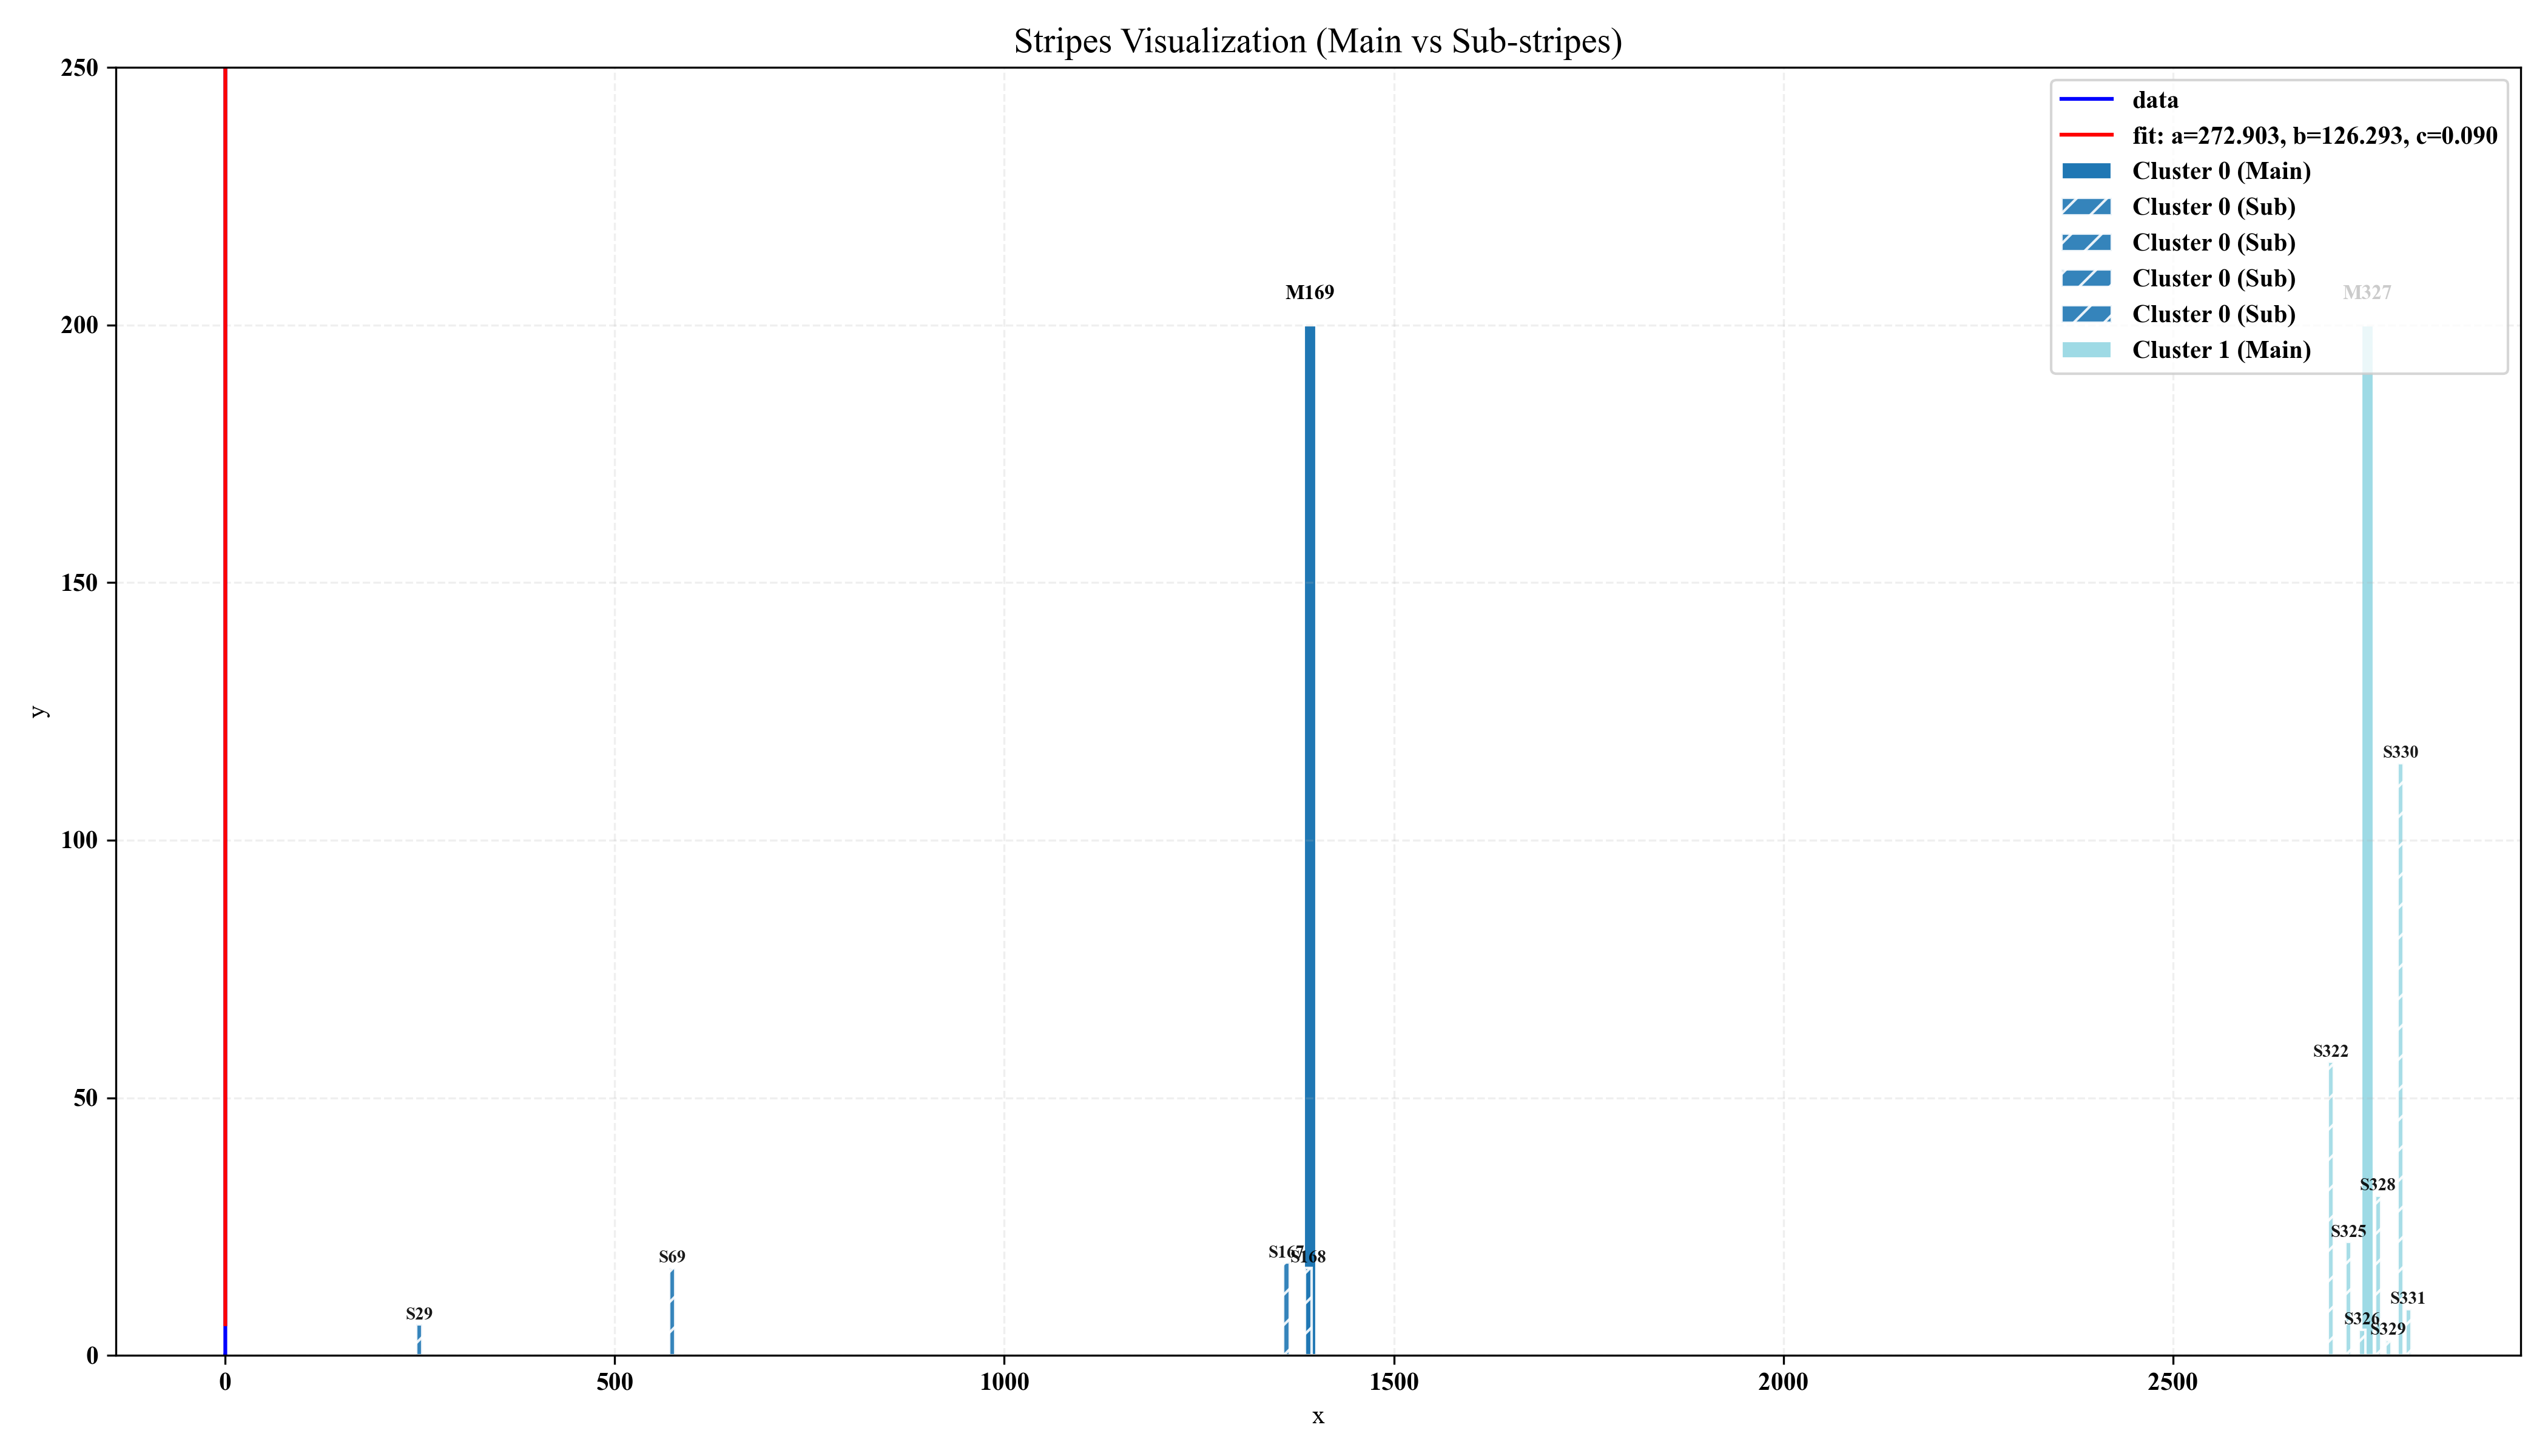 Stripes Visualization (Main vs Sub-stripes)
250
200
150
100
50
0
y
data
fit: a=272.903, b=126.293, c=0.090
Cluster 0 (Main)
Cluster 0 (Sub)
Cluster 0 (Sub)
Cluster 0 (Sub)
Cluster 0 (Sub)
Cluster 1 (Main)
M169
M327
S330
S322
S328
S325
S167
S168
S69
S29
S331
S326
S329
0
500
1000
1500
2000
2500
x